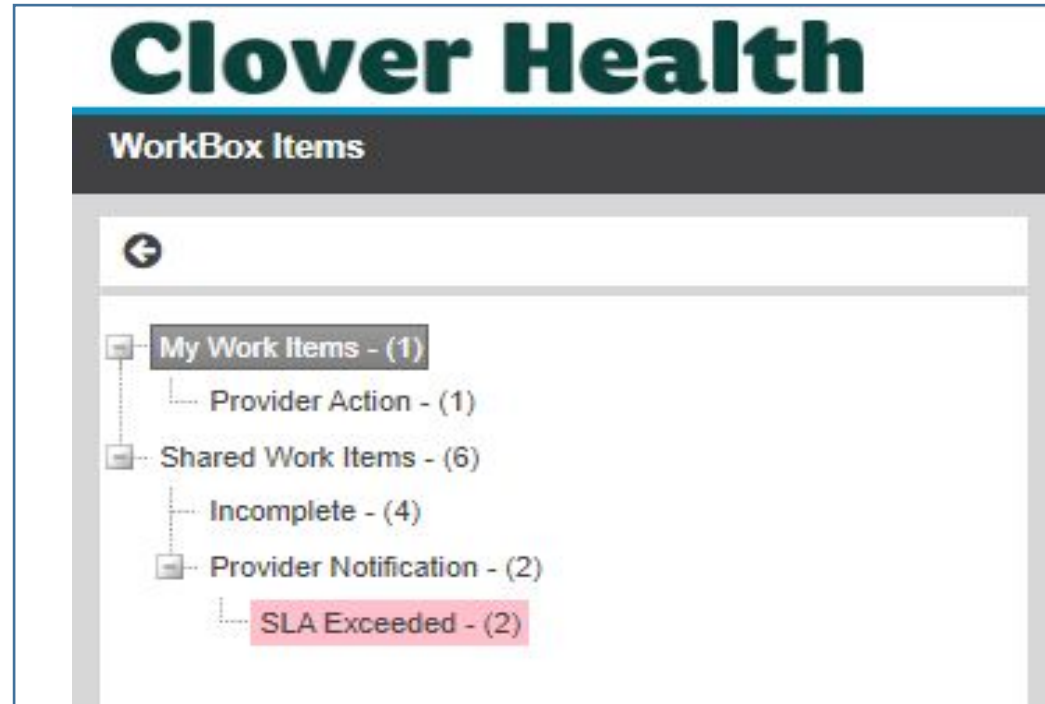 Clover Health
WorkBox Items
My Work Items - (1)
Provider Action - (1)
Shared Work Items - (6)
Incomplete - (4)
Provider Notification - (2)
SLA Exceeded - (2)